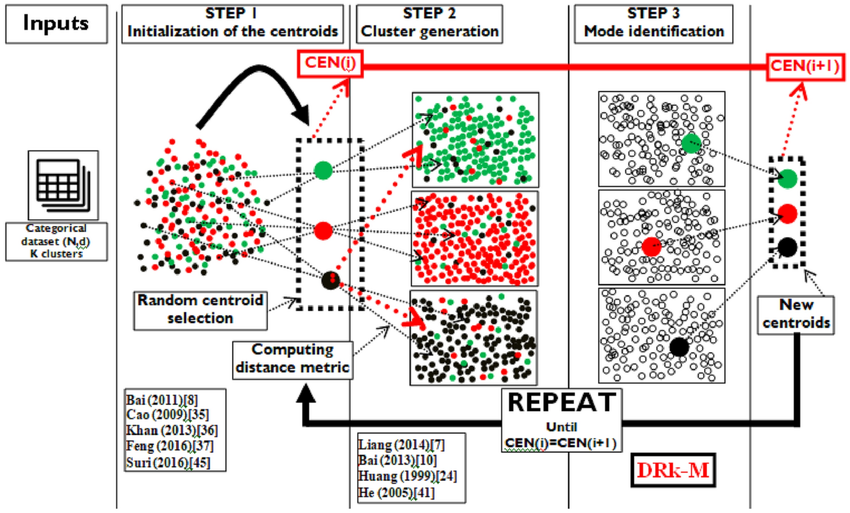 Inputs
STEP 1
Initialization of the centroids
STEP 2
Cluster generation
STEP 3
Mode identification
CEN(i)
CEN(i+1)
Categorical
dataset (N,d)
K clusters
Random centroid
selection
Computing
distance metric
New
centroids
Bai (2011)[8]
Cao (2009)[35]
Khan (2013)[36]
Feng (2016)[37]
Suri (2016)[45]
Liang (2014)[7]
Bai (2013)[10]
Huang (1999)[24]
He (2005)[41]
REPEAT
Until
CEN(i)=CEN(i+1)
DRk-M